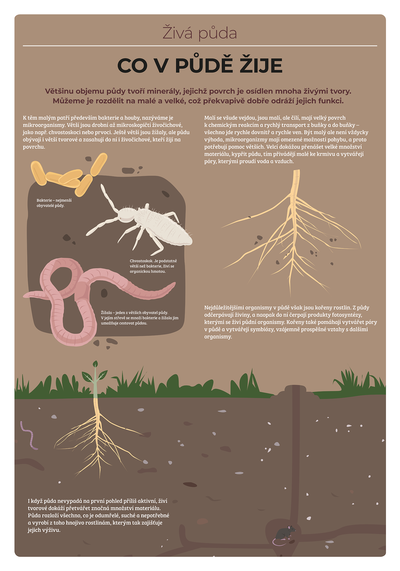 Živá půda
CO V PŮDĚ ŽIJE
Většinu objemu půdy tvoří minerály, jejichž povrch je osídlen mnoha živými tvory.
Můžeme je rozdělit na malé a velké, což překvapivě dobře odráží jejich funkci.
K těm malým patří především bakterie a houby, nazýváme je
mikroorganismy. Větší jsou drobní až mikroskopičtí živočichové,
jako např. chvostoskoci nebo prvoci. Ještě větší jsou žížaly, ale půdu
obývají i větší tvorové a zasahují do ní i živočichové, kteří žijí na
povrchu.
Malí se všude vejdou, jsou malí, ale čilí, mají velký povrch
k chemickým reakcím a rychlý transport z buňky a do buňky –
všechno jde rychle dovnitř a rychle ven. Být malý ale není vždycky
výhoda, mikroorganismy mají omezené možnosti pohybu, a proto
potřebují pomoc větších. Velcí dokážou přenášet velké množství
materiálu, kypřit půdu, tím přivádějí malé ke krmivu a vytvářejí
póry, kterými proudí voda a vzduch.
Bakterie – nejmenší
obyvatelé půdy.
Chvostoskok. Je podstatně
větší než bakterie, živí se
organickou hmotou.
Žížala – jeden z větších obyvatel půdy.
V jejím střevě se množí bakterie a žížala jim
umožňuje cestovat půdou.
Nejdůležitějšími organismy v půdě však jsou kořeny rostlin. Z půdy
odčerpávají živiny, a naopak do ní čerpají produkty fotosyntézy,
kterými se živí půdní organismy. Kořeny také pomáhají vytvářet póry
v půdě a vytvářejí symbiózy, vzájemně prospěšné vztahy s dalšími
organismy.
I když půda nevypadá na první pohled příliš aktivní, živí
tvorové dokáží přetvářet značná množství materiálu.
Půda rozloží všechno, co je odumřelé, suché a nepotřebné
a vyrobí z toho hnojivo rostlinám, kterým tak zajišťuje
jejich výživu.